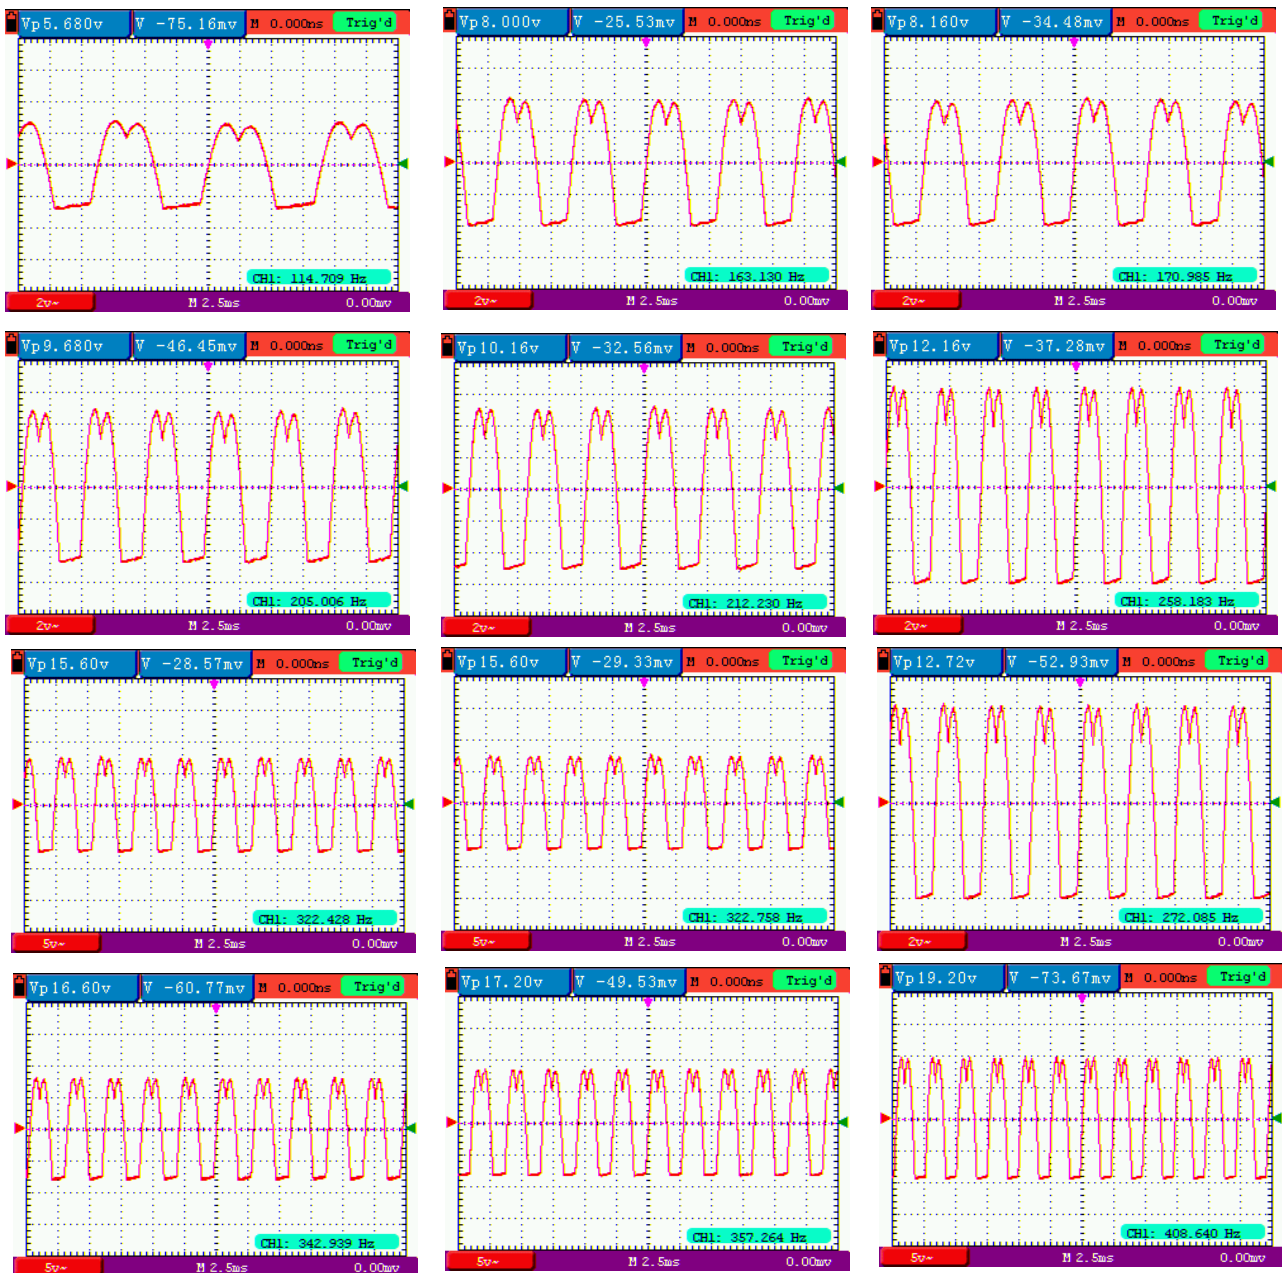 Vp5.680v V -75.16mv M 0.000ns Trig'd
CH1: 114.709 Hz
2v~ M 2.5ms 0.00mv
Vp8.000v V -25.53mv M 0.000ns Trig'd
CH1: 163.130 Hz
2v~ M 2.5ms 0.00mv
Vp8.160v V -34.48mv M 0.000ns Trig'd
CH1: 170.985 Hz
2v~ M 2.5ms 0.00mv
Vp9.680v V -46.45mv M 0.000ns Trig'd
CH1: 205.006 Hz
2v~ M 2.5ms 0.00mv
Vp10.16v V -32.56mv M 0.000ns Trig'd
CH1: 212.230 Hz
2v~ M 2.5ms 0.00mv
Vp12.16v V -37.28mv M 0.000ns Trig'd
CH1: 258.183 Hz
2v~ M 2.5ms 0.00mv
Vp15.60v V -28.57mv M 0.000ns Trig'd
CH1: 322.428 Hz
5v~ M 2.5ms 0.00mv
Vp15.60v V -29.33mv M 0.000ns Trig'd
CH1: 322.758 Hz
5v~ M 2.5ms 0.00mv
Vp12.72v V -52.93mv M 0.000ns Trig'd
CH1: 272.085 Hz
2v~ M 2.5ms 0.00mv
Vp16.60v V -60.77mv M 0.000ns Trig'd
CH1: 342.939 Hz
5v~ M 2.5ms 0.00mv
Vp17.20v V -49.53mv M 0.000ns Trig'd
CH1: 357.264 Hz
5v~ M 2.5ms 0.00mv
Vp19.20v V -73.67mv M 0.000ns Trig'd
CH1: 408.640 Hz
5v~ M 2.5ms 0.00mv